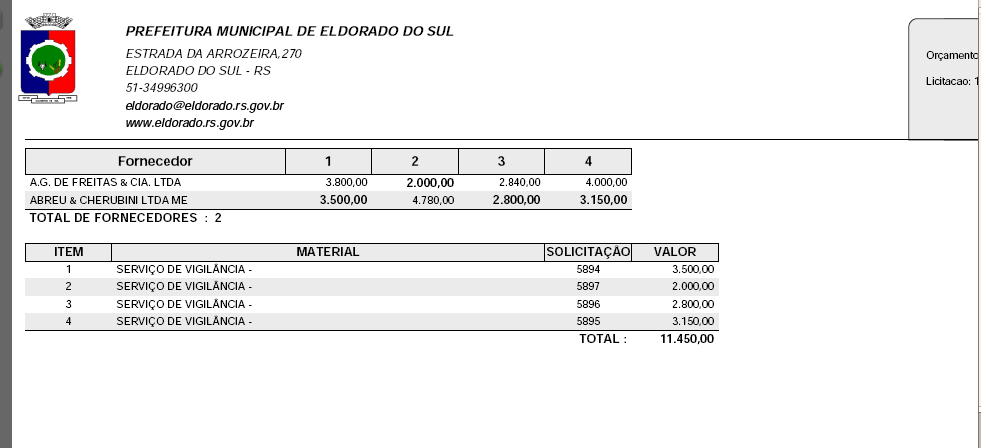 PREFEITURA MUNICIPAL DE ELDORADO DO SUL
ESTRADA DA ARROZEIRA,270
ELDORADO DO SUL - RS
51-34996300
eldorado@eldorado.rs.gov.br
www.eldorado.rs.gov.br
Orçamento
Licitacao: 1
Fornecedor 1 2 3 4
A.G. DE FREITAS & CIA. LTDA 3.800,00 2.000,00 2.840,00 4.000,00
ABREU & CHERUBINI LTDA ME 3.500,00 4.780,00 2.800,00 3.150,00
TOTAL DE FORNECEDORES : 2
ITEM MATERIAL SOLICITAÇÃO VALOR
1 SERVIÇO DE VIGILÂNCIA - 5894 3.500,00
2 SERVIÇO DE VIGILÂNCIA - 5897 2.000,00
3 SERVIÇO DE VIGILÂNCIA - 5896 2.800,00
4 SERVIÇO DE VIGILÂNCIA - 5895 3.150,00
TOTAL : 11.450,00